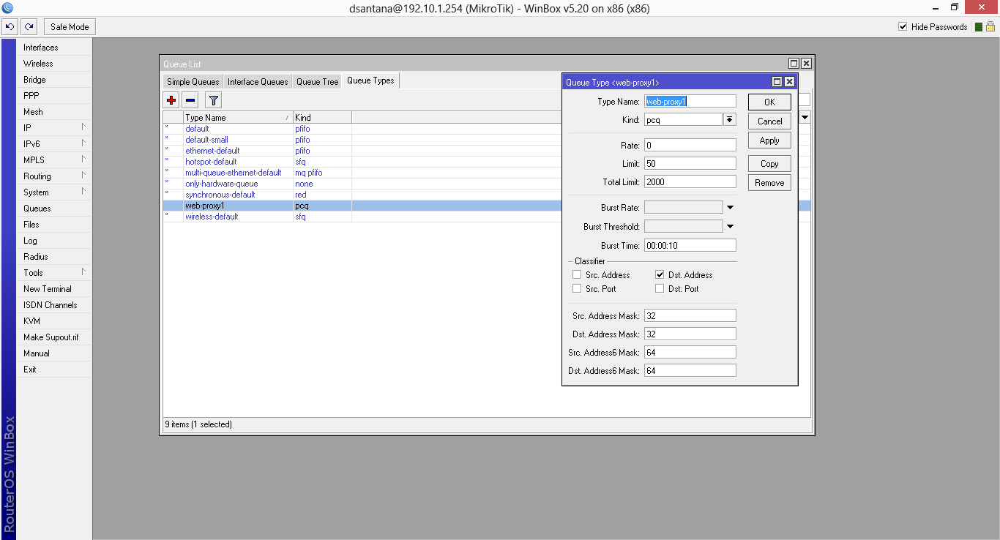 dsantana@192.10.1.254 (MikroTik) - WinBox v5.20 on x86 (x86)
Safe Mode
Hide Passwords
Interfaces
Wireless
Bridge
PPP
Mesh
IP
IPv6
MPLS
Routing
System
Queues
Files
Log
Radius
Tools
New Terminal
ISDN Channels
KVM
Make Supout.rif
Manual
Exit
RouterOS WinBox
Queue List
Simple Queues Interface Queues Queue Tree Queue Types
Type Name Kind
* default pfifo
* default-small pfifo
* ethernet-default pfifo
* hotspot-default sfq
* multi-queue-ethernet-default mq pfifo
* only-hardware-queue none
* synchronous-default red
web-proxy1 pcq
* wireless-default sfq
9 items (1 selected)
Queue Type <web-proxy1>
Type Name: web-proxy1
Kind: pcq
Rate: 0
Limit: 50
Total Limit: 2000
Burst Rate:
Burst Threshold:
Burst Time: 00:00:10
Classifier
Src. Address Dst. Address
Src. Port Dst. Port
Src. Address Mask: 32
Dst. Address Mask: 32
Src. Address6 Mask: 64
Dst. Address6 Mask: 64
OK
Cancel
Apply
Copy
Remove